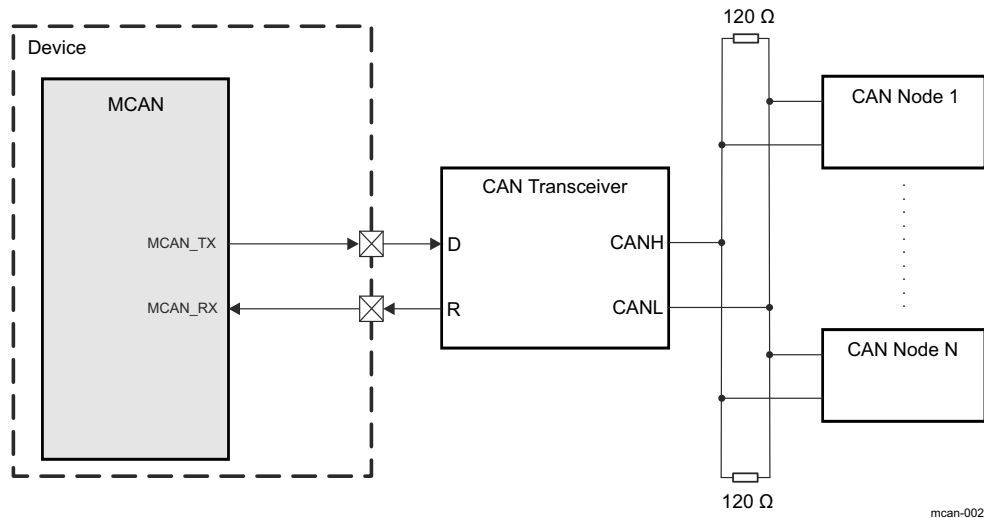 120 Ω
Device
MCAN
CAN Node 1
CAN Transceiver
MCAN_TX
D
CANH
MCAN_RX
R
CANL
CAN Node N
120 Ω
mcan-002